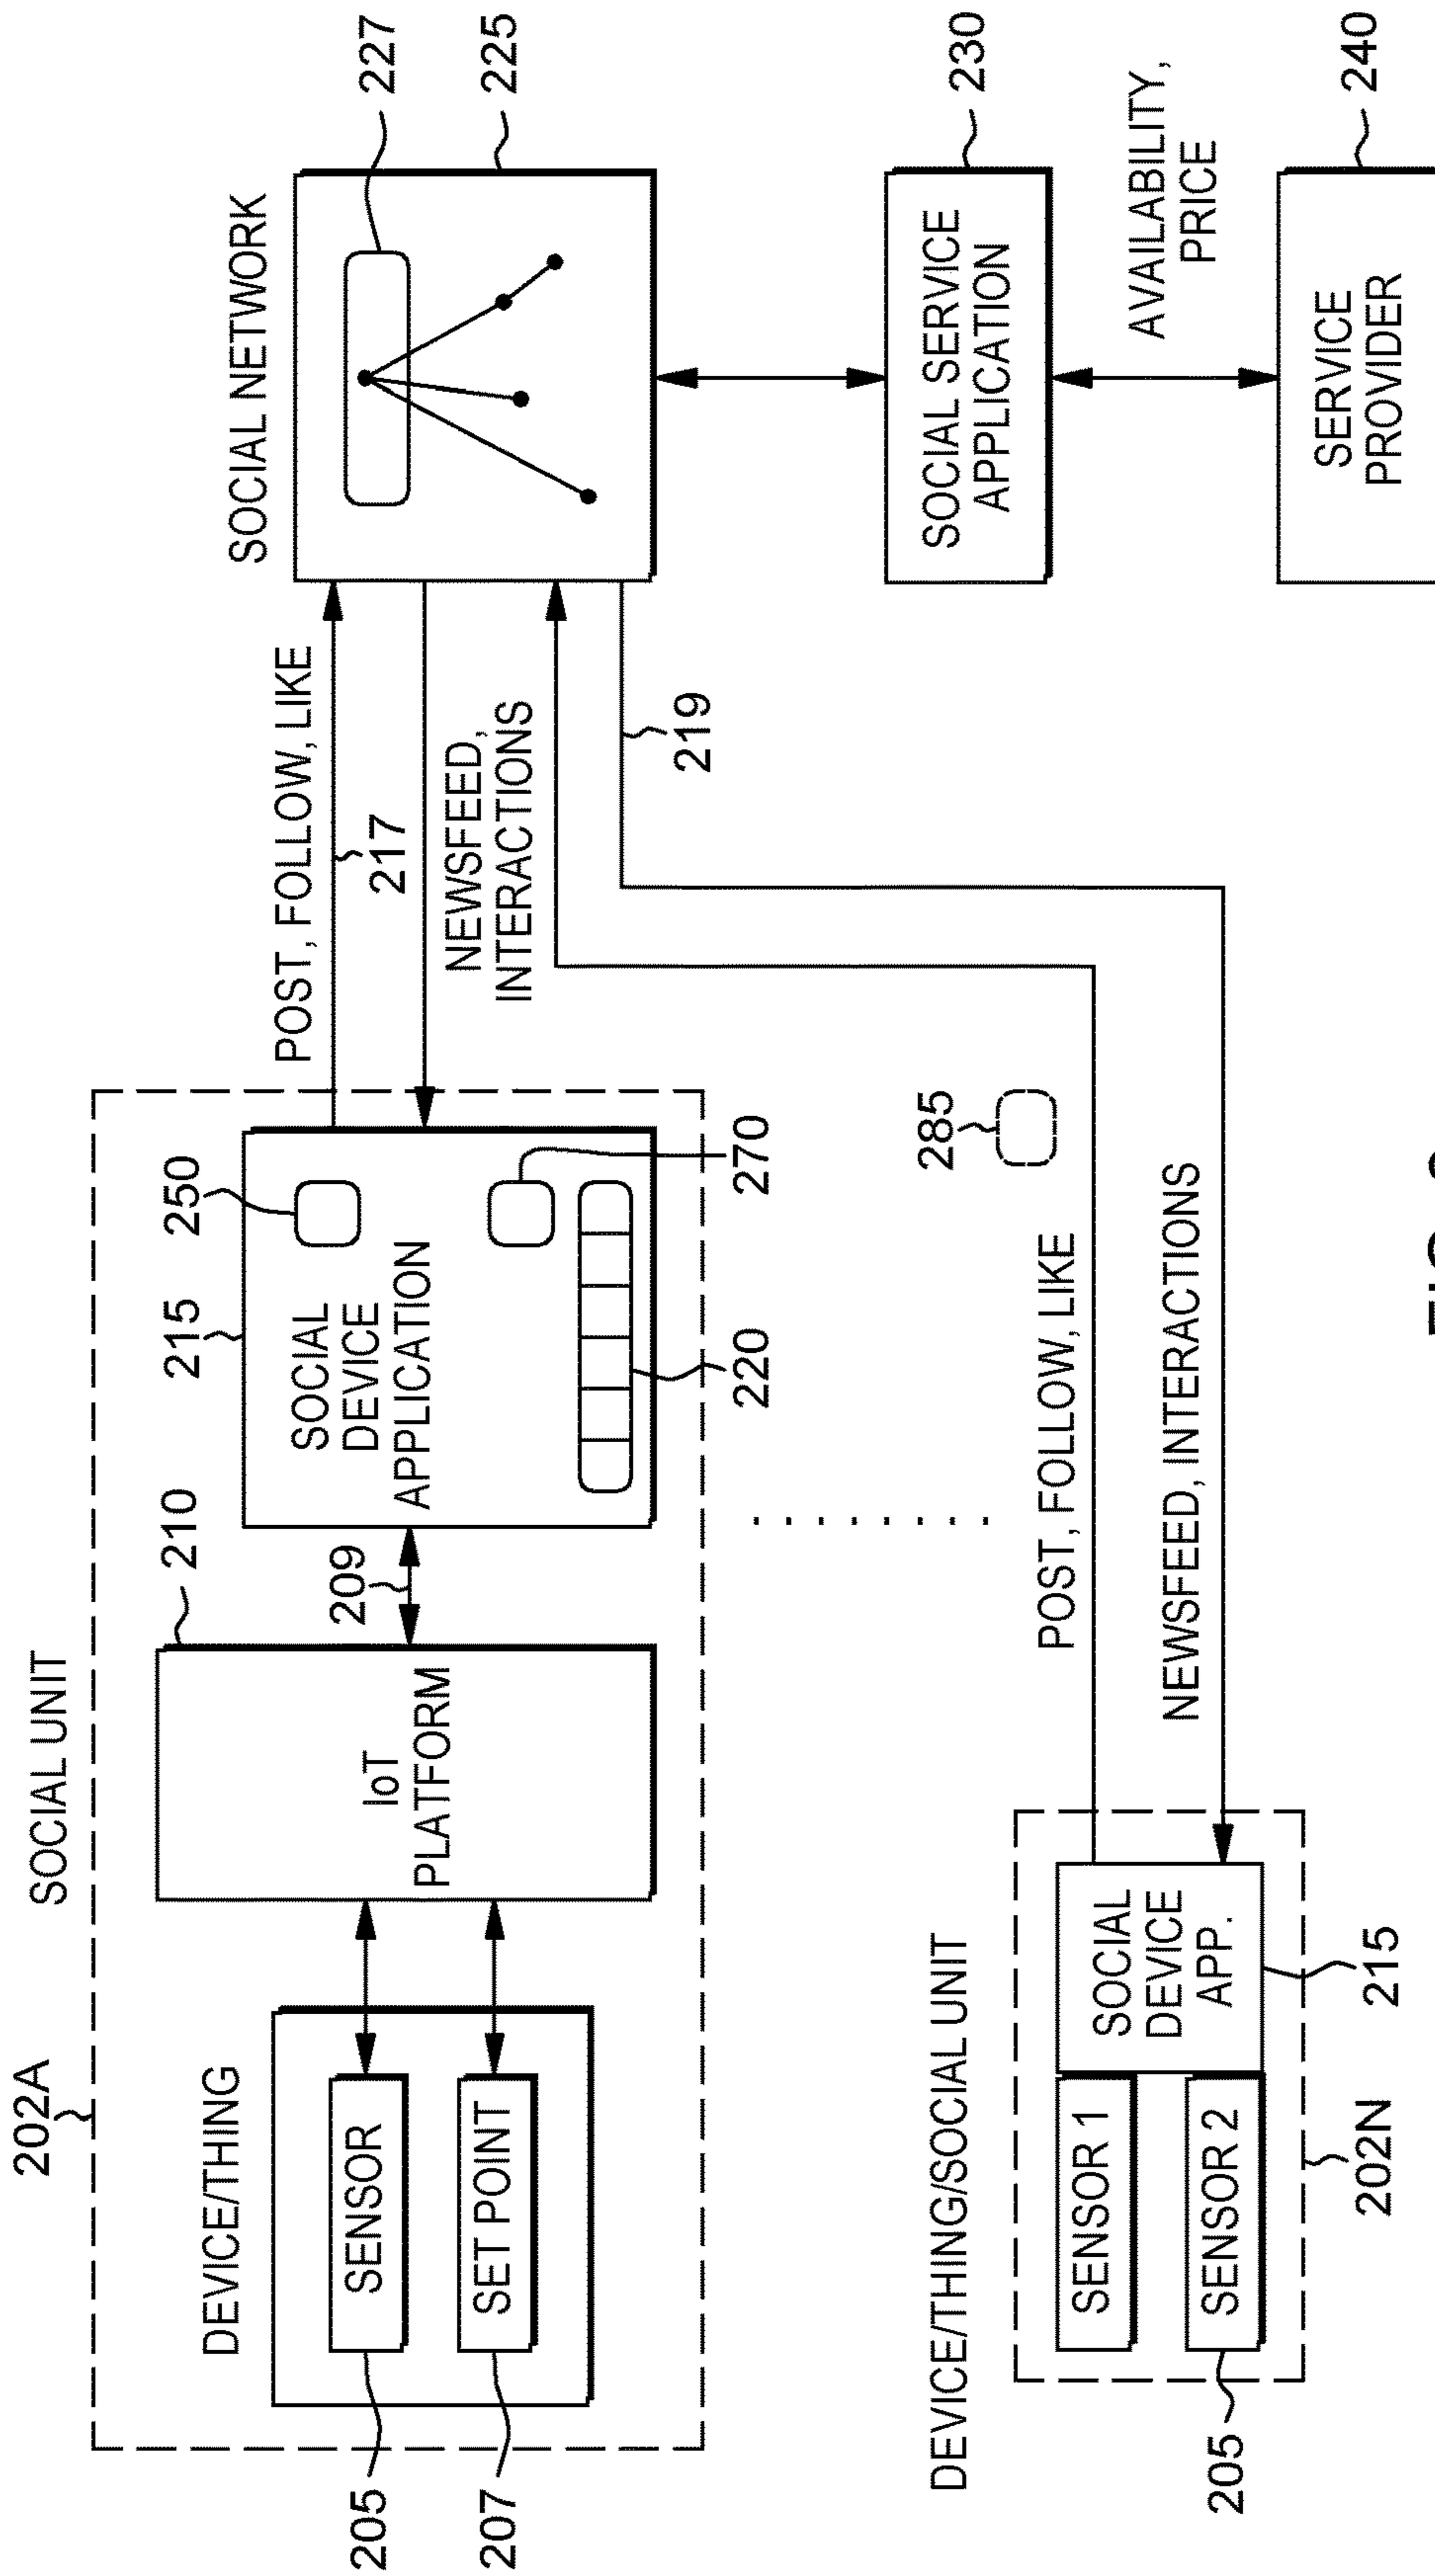 202A
SOCIAL UNIT
DEVICE/THING
SENSOR
SET POINT
205
207
IoT
PLATFORM
210
209
215
250
SOCIAL
DEVICE
APPLICATION
270
220
POST, FOLLOW, LIKE
217
NEWSFEED,
INTERACTIONS
SOCIAL NETWORK
227
225
219
SOCIAL SERVICE
APPLICATION
230
AVAILABILITY,
PRICE
SERVICE
PROVIDER
240
285
POST, FOLLOW, LIKE
NEWSFEED, INTERACTIONS
DEVICE/THING/SOCIAL UNIT
SENSOR 1
SENSOR 2
SOCIAL
DEVICE
APP.
205
202N
215